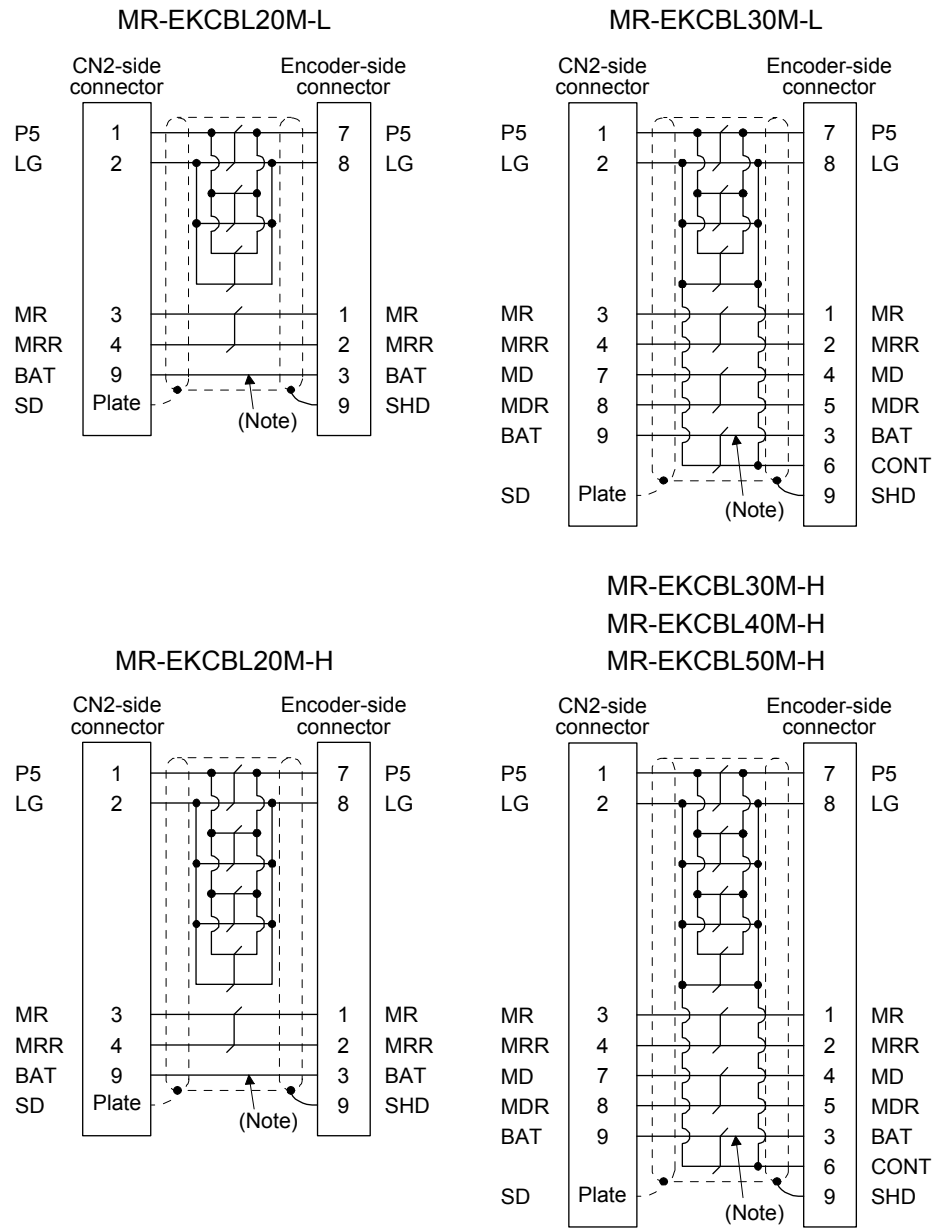 MR-EKCBL20M-L
CN2-side connector
Encoder-side connector
P5 1 7 P5
LG 2 8 LG
MR 3 1 MR
MRR 4 2 MRR
BAT 9 3 BAT
SD Plate 9 SHD
(Note)
MR-EKCBL30M-L
CN2-side connector
Encoder-side connector
P5 1 7 P5
LG 2 8 LG
MR 3 1 MR
MRR 4 2 MRR
MD 7 4 MD
MDR 8 5 MDR
BAT 9 3 BAT
6 CONT
SD Plate 9 SHD
(Note)
MR-EKCBL20M-H
CN2-side connector
Encoder-side connector
P5 1 7 P5
LG 2 8 LG
MR 3 1 MR
MRR 4 2 MRR
BAT 9 3 BAT
SD Plate 9 SHD
(Note)
MR-EKCBL30M-H
MR-EKCBL40M-H
MR-EKCBL50M-H
CN2-side connector
Encoder-side connector
P5 1 7 P5
LG 2 8 LG
MR 3 1 MR
MRR 4 2 MRR
MD 7 4 MD
MDR 8 5 MDR
BAT 9 3 BAT
6 CONT
SD Plate 9 SHD
(Note)